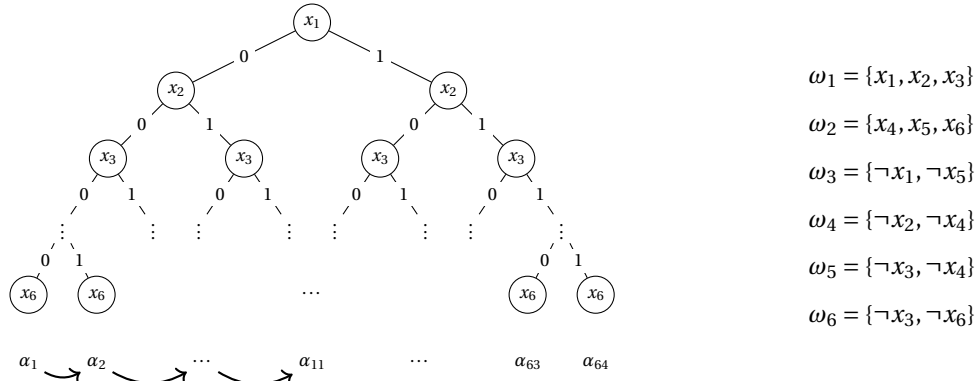 x₁
0 1
x₂ x₂
0 1 0 1
x₃ x₃ x₃ x₃
0 1 0 1 0 1 0 1
⋮ ⋮ ⋮ ⋮ ⋮ ⋮ ⋮ ⋮
0 1 0 1
x₆ x₆ … x₆ x₆
α₁ α₂ … α₁₁ … α₆₃ α₆₄
ω₁ = {x₁, x₂, x₃}
ω₂ = {x₄, x₅, x₆}
ω₃ = {¬x₁, ¬x₅}
ω₄ = {¬x₂, ¬x₄}
ω₅ = {¬x₃, ¬x₄}
ω₆ = {¬x₃, ¬x₆}